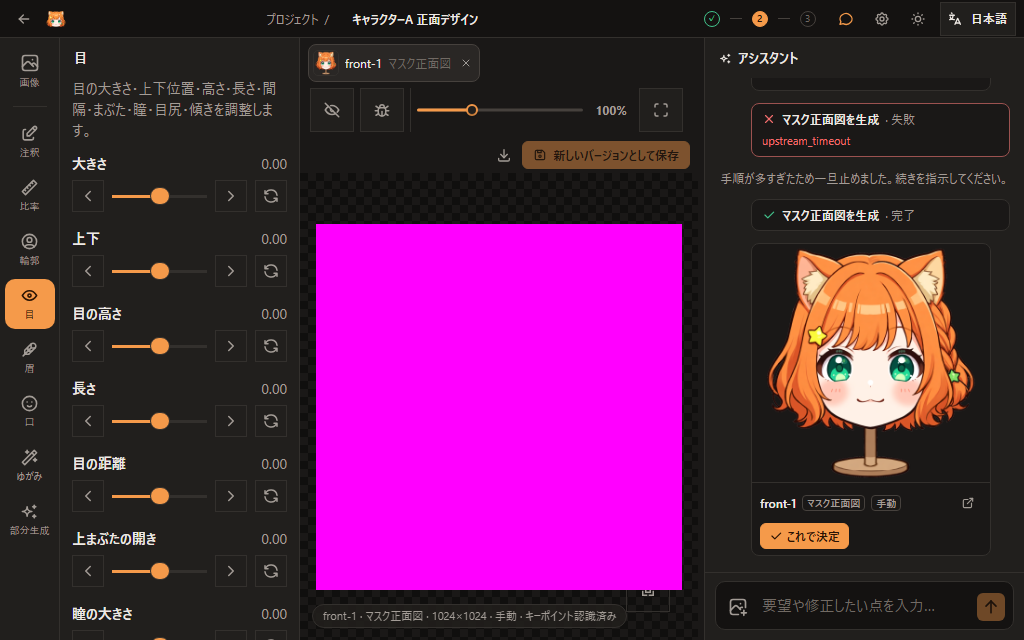 プロジェクト / キャラクターA 正面デザイン
2
3
日本語
画像
注釈
比率
輪郭
目
眉
口
ゆがみ
部分生成
目
目の大きさ・上下位置・高さ・長さ・間
隔・まぶた・瞳・目尻・傾きを調整しま
す。
大きさ 0.00
上下 0.00
目の高さ 0.00
長さ 0.00
目の距離 0.00
上まぶたの開き 0.00
瞳の大きさ 0.00
front-1 マスク正面図
100%
新しいバージョンとして保存
front-1 · マスク正面図 · 1024×1024 · 手動 · キーポイント認識済み
アシスタント
マスク正面図を生成 · 失敗
upstream_timeout
手順が多すぎたため一旦止めました。続きを指示してください。
マスク正面図を生成 · 完了
front-1 マスク正面図 手動
これで決定
要望や修正したい点を入力...